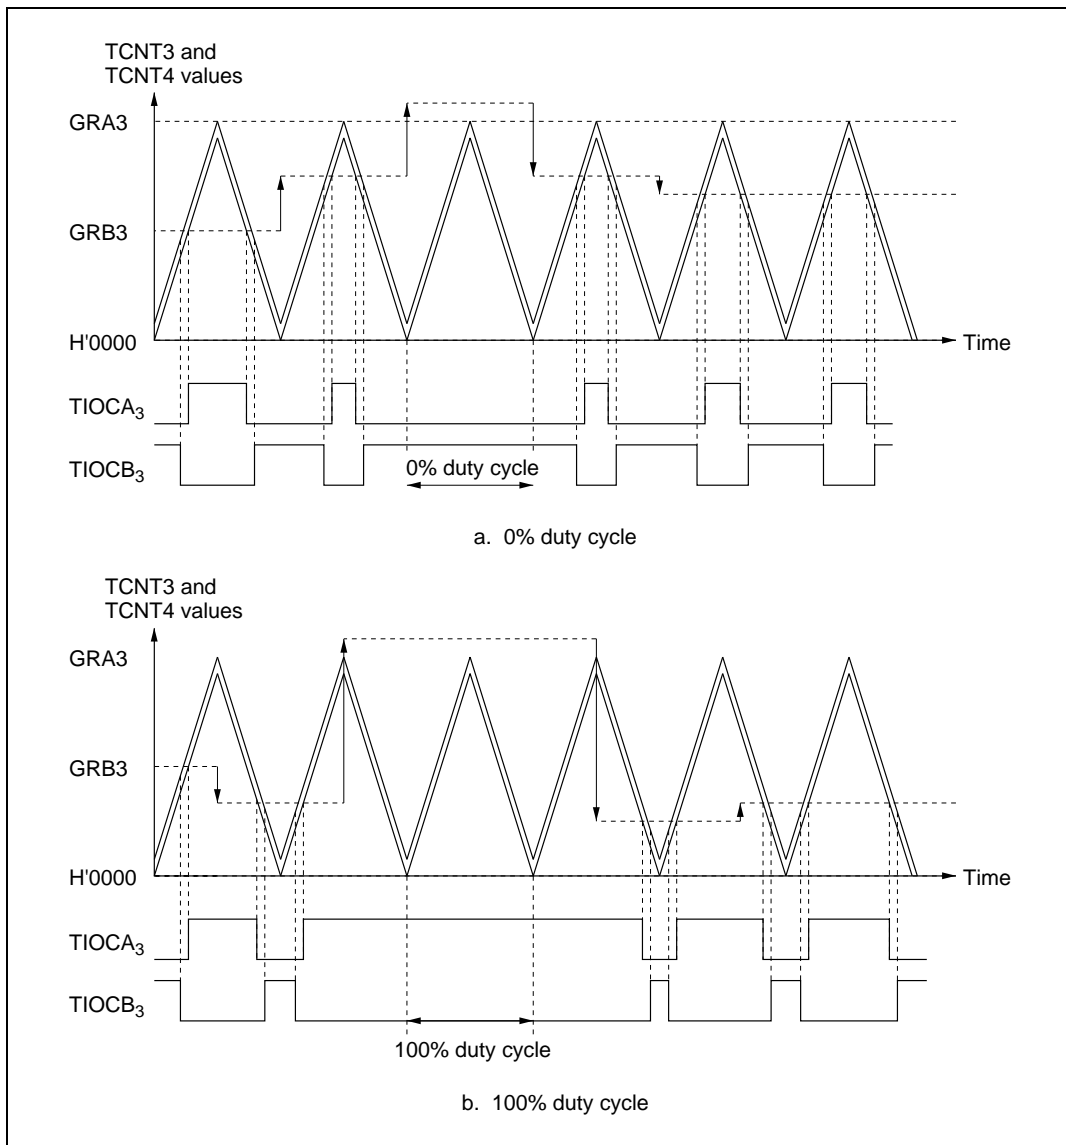 TCNT3 and
TCNT4 values
GRA3
GRB3
H'0000
Time
TIOCA3
TIOCB3
0% duty cycle
a. 0% duty cycle
TCNT3 and
TCNT4 values
GRA3
GRB3
H'0000
Time
TIOCA3
TIOCB3
100% duty cycle
b. 100% duty cycle